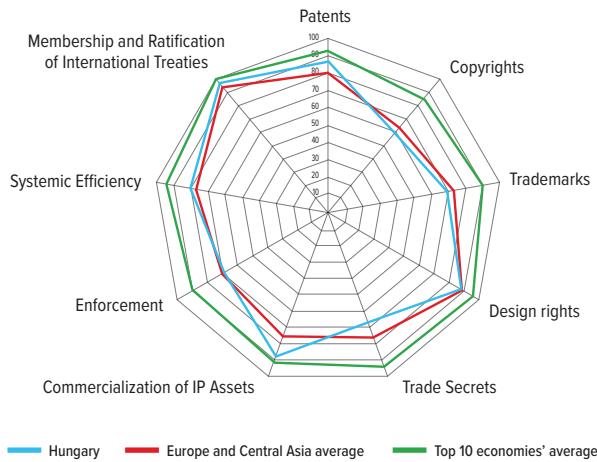 Patents
Membership and Ratification
of International Treaties
Copyrights
Systemic Efficiency
Trademarks
Enforcement
Design rights
Commercialization of IP Assets
Trade Secrets
100
90
80
70
60
50
40
30
20
10
Hungary
Europe and Central Asia average
Top 10 economies' average